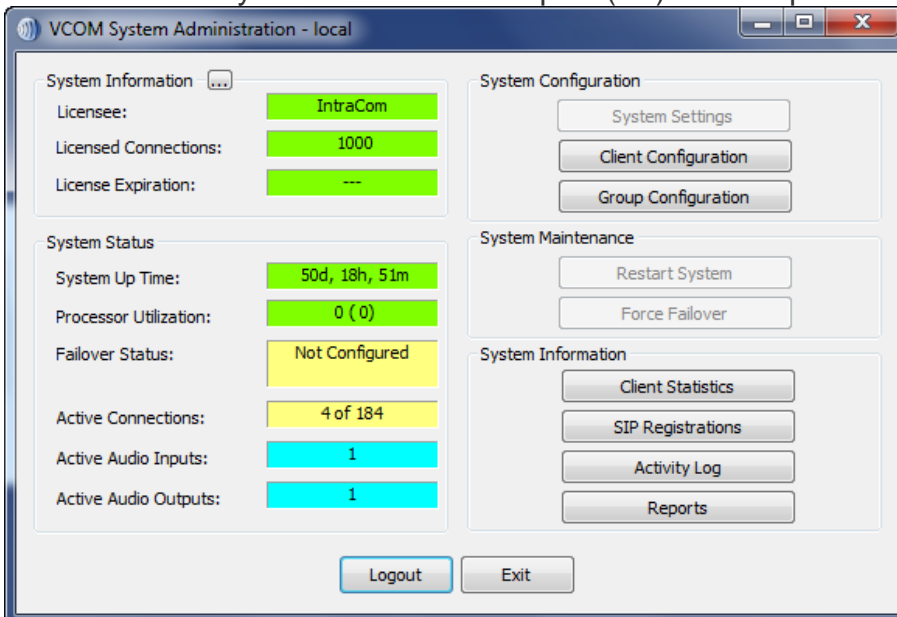 VCOM System Administration - local
System Information ...
Licensee: IntraCom
Licensed Connections: 1000
License Expiration: ---
System Status
System Up Time: 50d, 18h, 51m
Processor Utilization: 0 ( 0)
Failover Status: Not Configured
Active Connections: 4 of 184
Active Audio Inputs: 1
Active Audio Outputs: 1
System Configuration
System Settings
Client Configuration
Group Configuration
System Maintenance
Restart System
Force Failover
System Information
Client Statistics
SIP Registrations
Activity Log
Reports
Logout
Exit